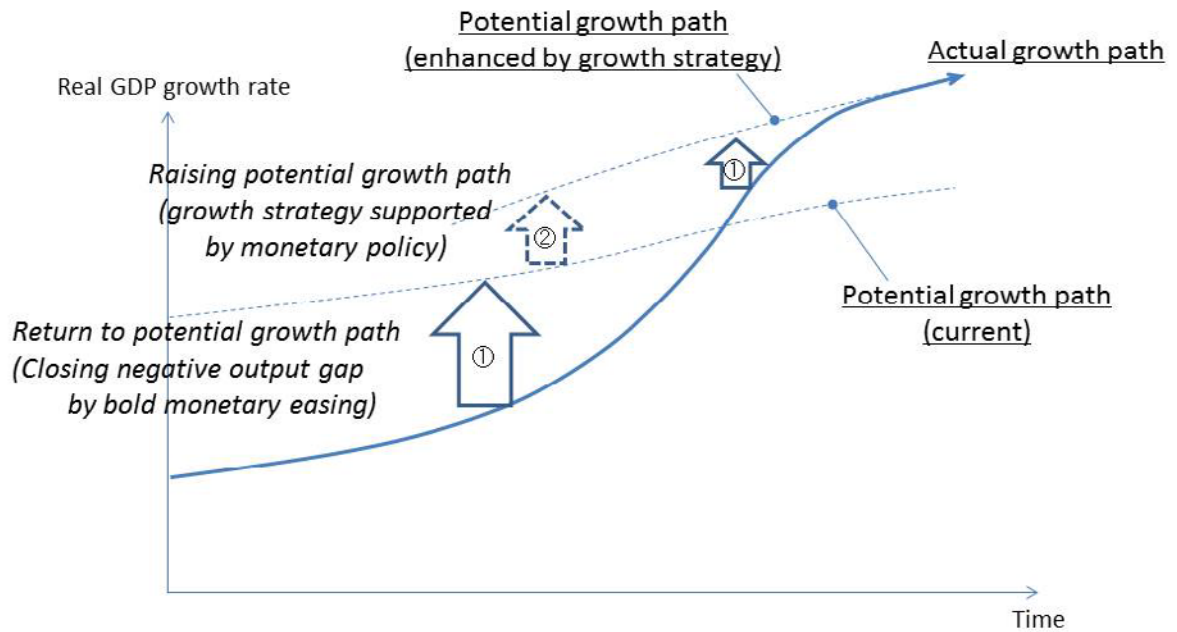 Potential growth path
(enhanced by growth strategy)
Actual growth path
Real GDP growth rate
Raising potential growth path
(growth strategy supported
by monetary policy)
①
②
Potential growth path
(current)
Return to potential growth path
(Closing negative output gap
by bold monetary easing)
①
Time